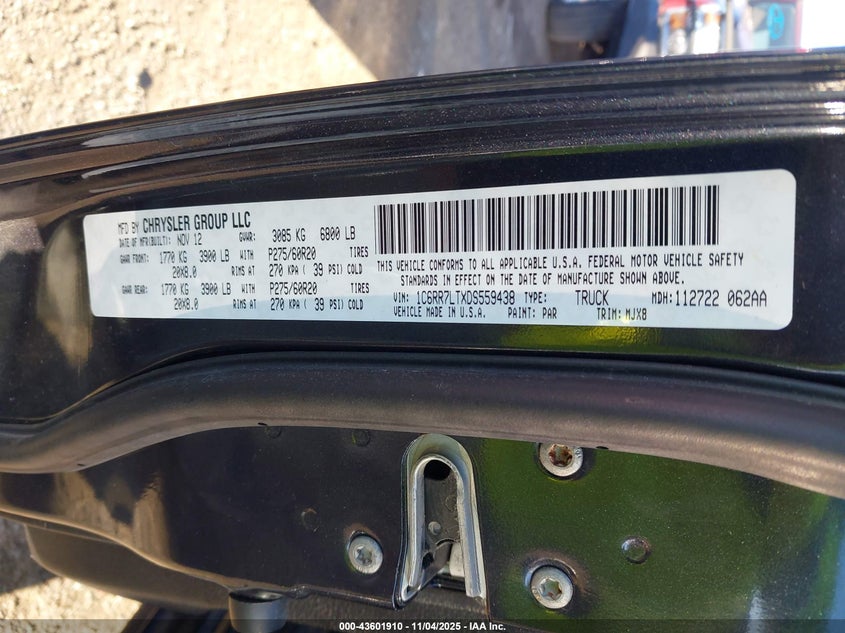 MFD BY CHRYSLER GROUP LLC
DATE OF MFR(BUILT): NOV 12 GVWR: 3085 KG 6800 LB
GAWR FRONT: 1770 KG 3900 LB WITH P275/60R20 TIRES
20X8.0 RIMS AT 270 KPA ( 39 PSI) COLD
GAWR REAR: 1770 KG 3900 LB WITH P275/60R20 TIRES
20X8.0 RIMS AT 270 KPA ( 39 PSI) COLD
THIS VEHICLE CONFORMS TO ALL APPLICABLE U.S.A. FEDERAL MOTOR VEHICLE SAFETY
STANDARDS IN EFFECT ON THE DATE OF MANUFACTURE SHOWN ABOVE.
VIN: 1C6RR7LTXDS559438 TYPE: TRUCK MDH: 112722 062AA
VEHICLE MADE IN U.S.A. PAINT: PAR TRIM: MJX8
000-43601910 - 11/04/2025 - IAA Inc.